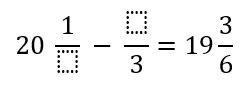 20 1/⬚ − ⬚/3 = 19 3/6